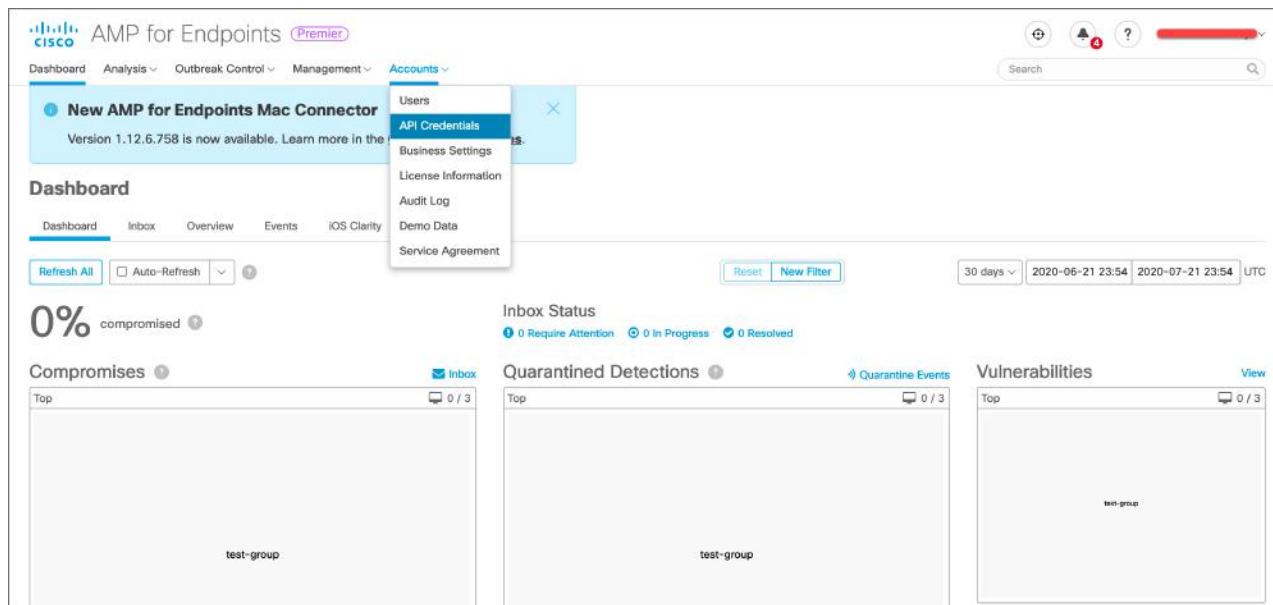 CISCO AMP for Endpoints Premier
4 ?
Dashboard Analysis Outbreak Control Management Accounts Search
New AMP for Endpoints Mac Connector
Version 1.12.6.758 is now available. Learn more in the
Users
API Credentials
Business Settings
License Information
Audit Log
Demo Data
Service Agreement
Dashboard
Dashboard Inbox Overview Events iOS Clarity
Refresh All Auto-Refresh ? Reset New Filter 30 days 2020-06-21 23:54 2020-07-21 23:54 UTC
0% compromised ?
Inbox Status
0 Require Attention 0 In Progress 0 Resolved
Compromises ? Inbox
Top 0 / 3
test-group
Quarantined Detections ? Quarantine Events
Top 0 / 3
test-group
Vulnerabilities View
Top 0 / 3
test-group